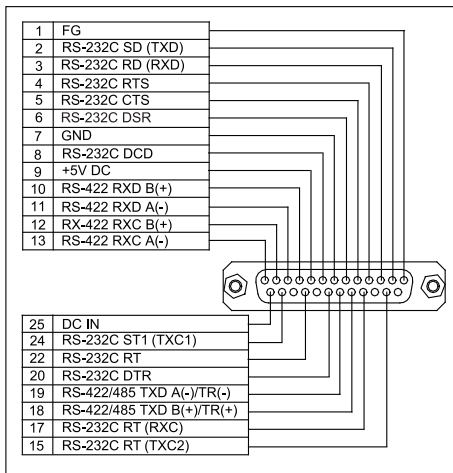 1 FG
2 RS-232C SD (TXD)
3 RS-232C RD (RXD)
4 RS-232C RTS
5 RS-232C CTS
6 RS-232C DSR
7 GND
8 RS-232C DCD
9 +5V DC
10 RS-422 RXD B(+)
11 RS-422 RXD A(-)
12 RX-422 RXC B(+)
13 RS-422 RXC A(-)
25 DC IN
24 RS-232C ST1 (TXC1)
22 RS-232C RT
20 RS-232C DTR
19 RS-422/485 TXD A(-)/TR(-)
18 RS-422/485 TXD B(+)/TR(+)
17 RS-232C RT (RXC)
15 RS-232C RT (TXC2)